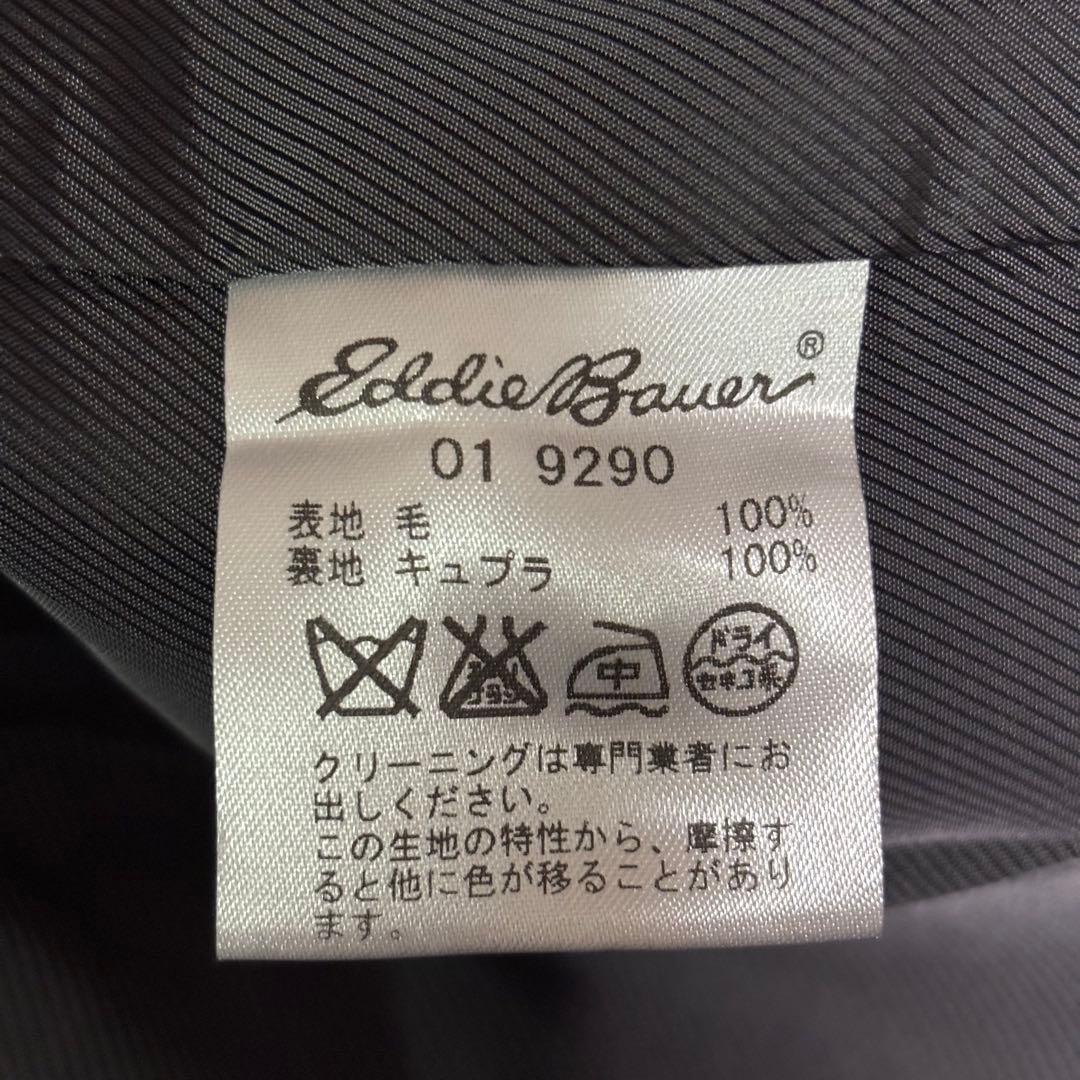 Eddie Bauer®
01 9290
表地 毛 100%
裏地 キュプラ 100%
中
ドライ
セキユ系
クリーニングは専門業者にお
出しください。
この生地の特性から、摩擦す
ると他に色が移ることがあり
ます。